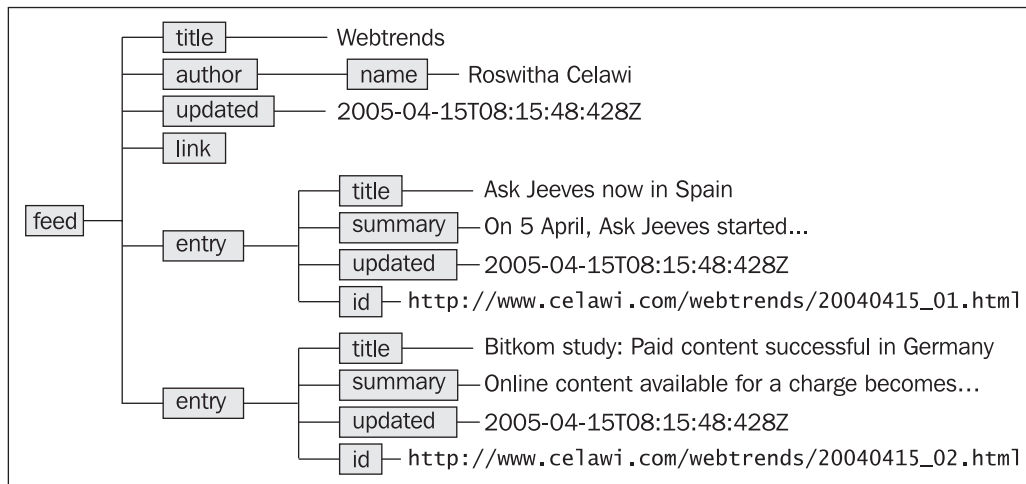 title Webtrends
author name Roswitha Celawi
updated 2005-04-15T08:15:48:428Z
link
feed
entry
title Ask Jeeves now in Spain
summary On 5 April, Ask Jeeves started...
updated 2005-04-15T08:15:48:428Z
id http://www.celawi.com/webtrends/20040415_01.html
entry
title Bitkom study: Paid content successful in Germany
summary Online content available for a charge becomes...
updated 2005-04-15T08:15:48:428Z
id http://www.celawi.com/webtrends/20040415_02.html